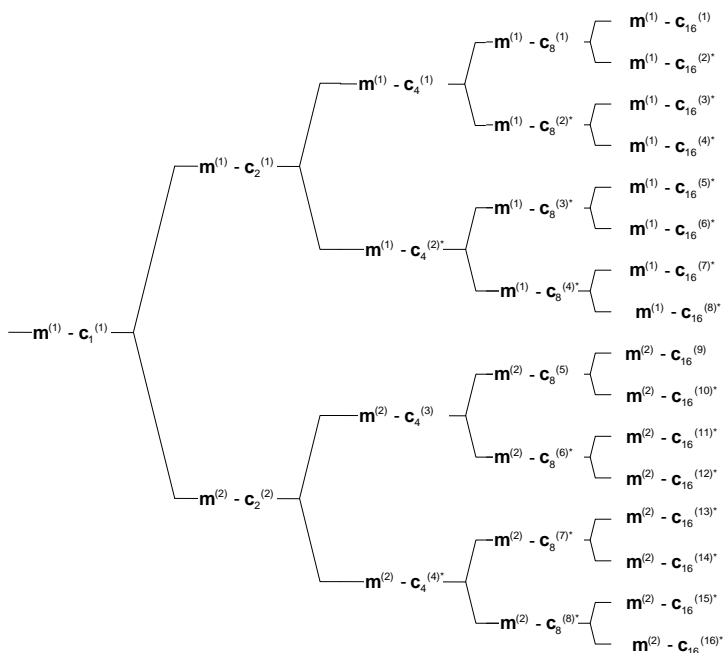 m(1) - c16(1)
m(1) - c8(1)
m(1) - c16(2)*
m(1) - c4(1)
m(1) - c16(3)*
m(1) - c8(2)*
m(1) - c16(4)*
m(1) - c2(1)
m(1) - c16(5)*
m(1) - c8(3)*
m(1) - c16(6)*
m(1) - c4(2)*
m(1) - c16(7)*
m(1) - c8(4)*
m(1) - c16(8)*
m(1) - c1(1)
m(2) - c16(9)
m(2) - c8(5)
m(2) - c16(10)*
m(2) - c4(3)
m(2) - c16(11)*
m(2) - c8(6)*
m(2) - c16(12)*
m(2) - c2(2)
m(2) - c16(13)*
m(2) - c8(7)*
m(2) - c16(14)*
m(2) - c4(4)*
m(2) - c16(15)*
m(2) - c8(8)*
m(2) - c16(16)*